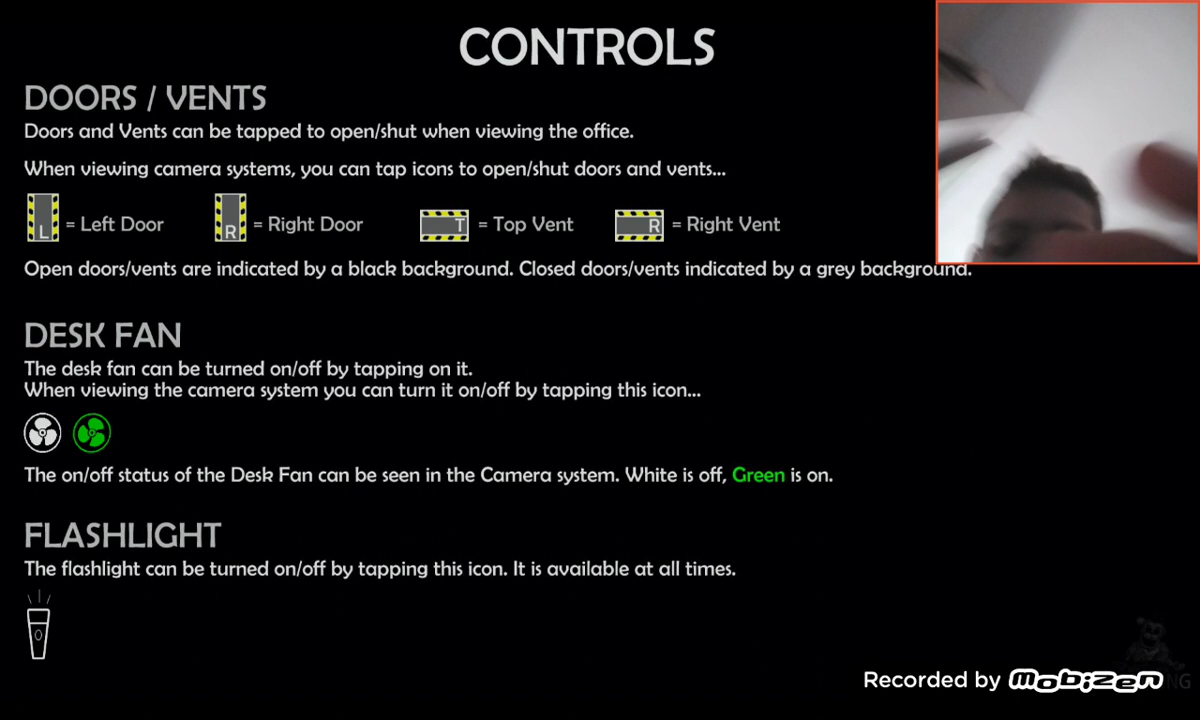 CONTROLS
DOORS / VENTS
Doors and Vents can be tapped to open/shut when viewing the office.
When viewing camera systems, you can tap icons to open/shut doors and vents...
L = Left Door R = Right Door T = Top Vent R = Right Vent
Open doors/vents are indicated by a black background. Closed doors/vents indicated by a grey background.
DESK FAN
The desk fan can be turned on/off by tapping on it.
When viewing the camera system you can turn it on/off by tapping this icon...
The on/off status of the Desk Fan can be seen in the Camera system. White is off, Green is on.
FLASHLIGHT
The flashlight can be turned on/off by tapping this icon. It is available at all times.
Recorded by Mobizen